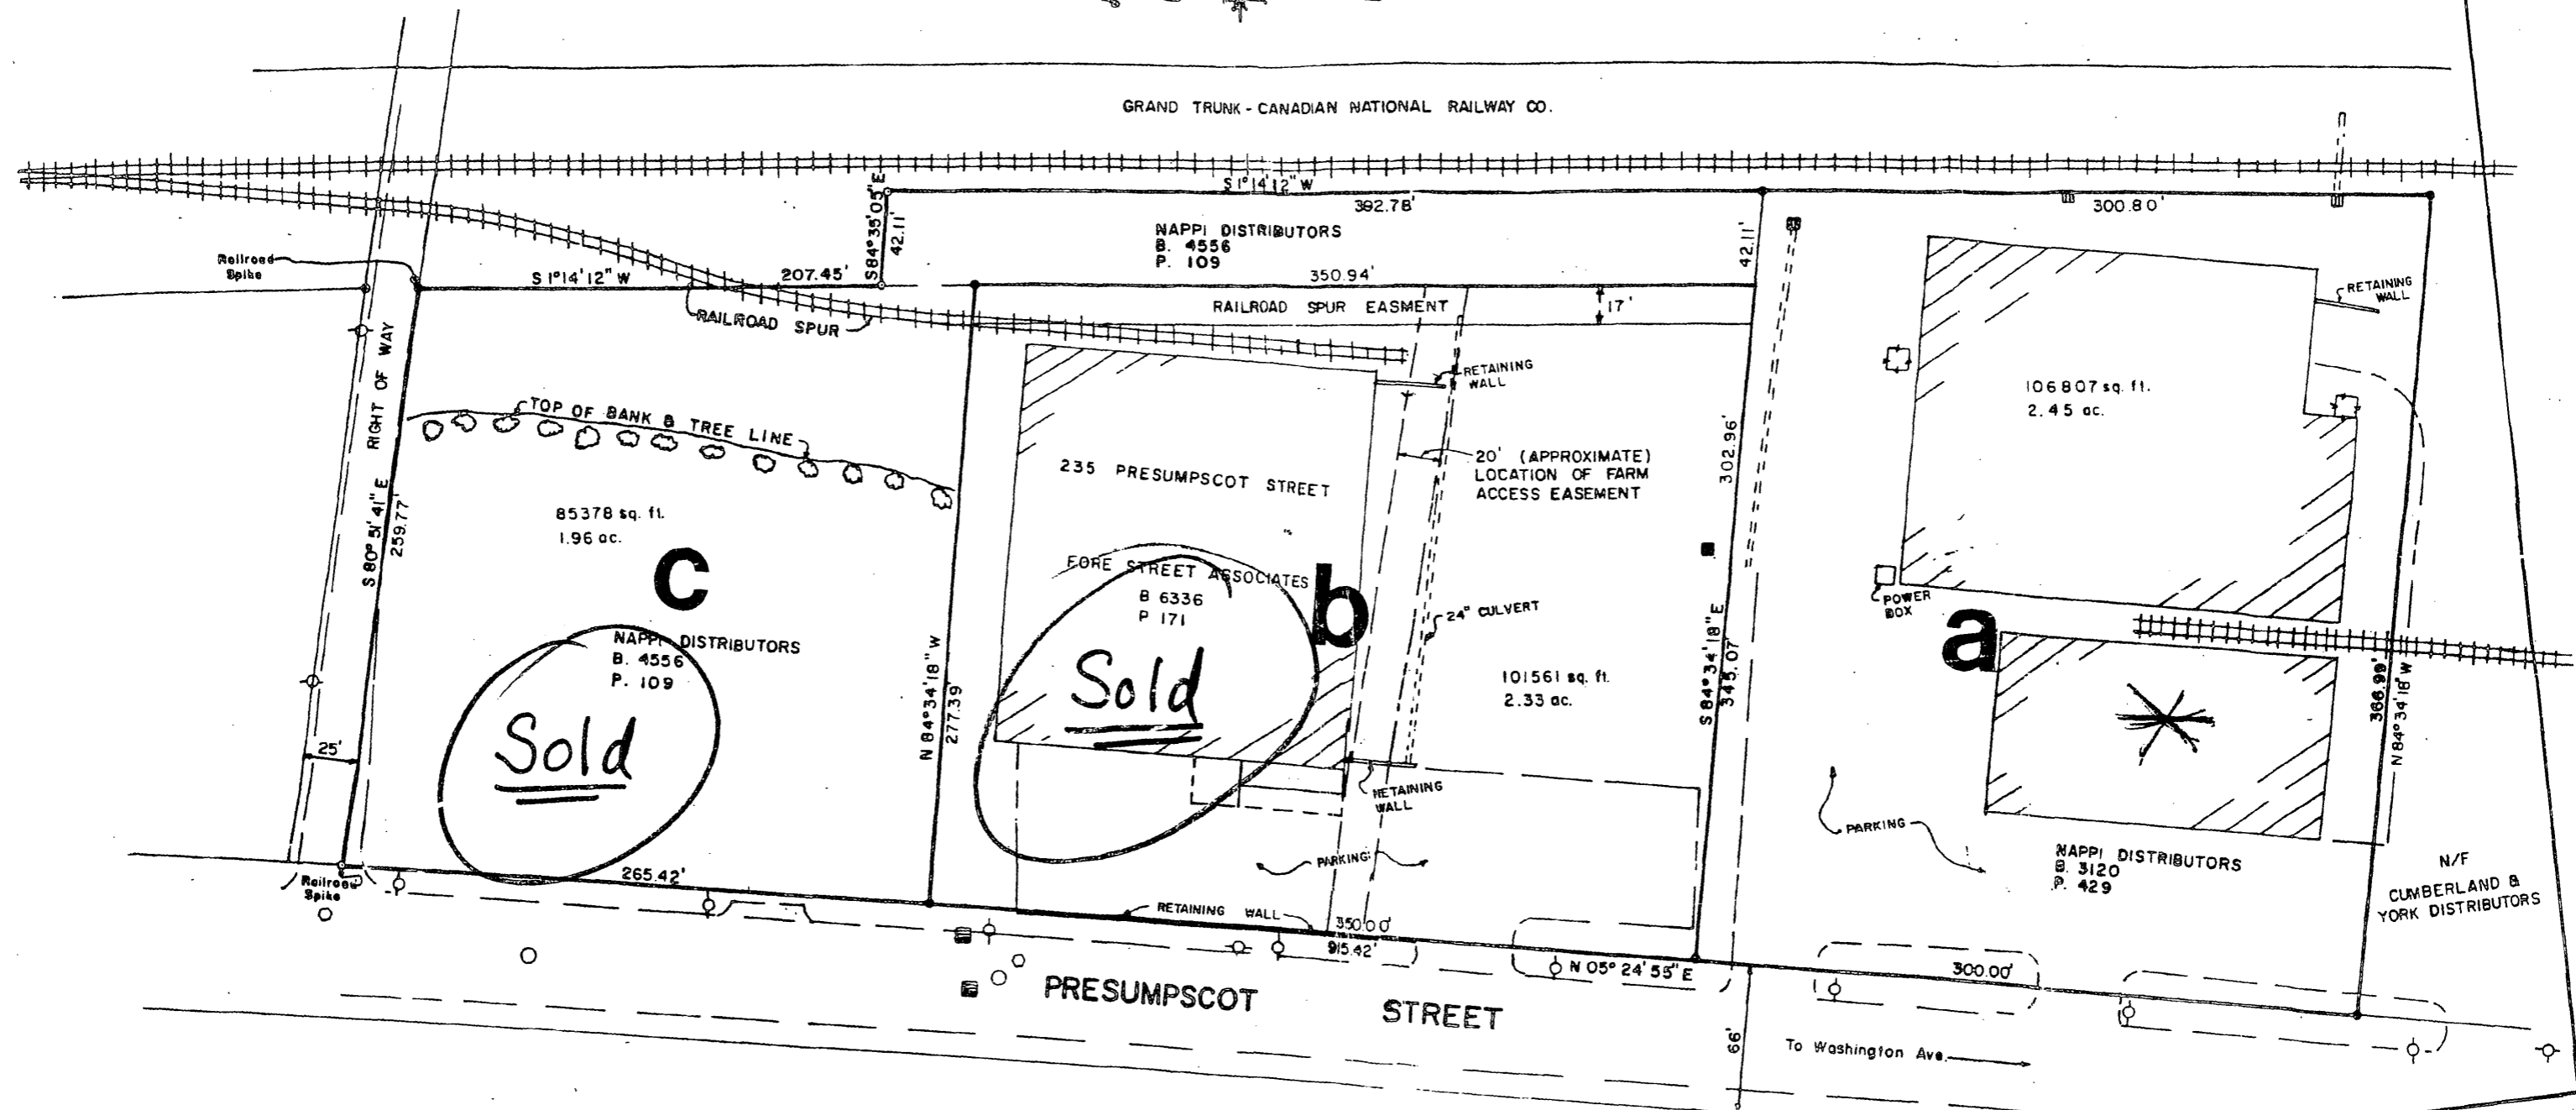 GRAND TRUNK - CANADIAN NATIONAL RAILWAY CO.
S 1°14'12" W
392.78'
300.80'
S84°35'05"E
42.11'
NAPPI DISTRIBUTORS
B. 4556
P. 109
42.11'
Railroad
Spike
S 1°14'12" W
207.45'
350.94'
RAILROAD SPUR
RAILROAD SPUR EASMENT
17'
RETAINING
WALL
RIGHT OF WAY
S 80° 51' 41" E
259.77'
TOP OF BANK & TREE LINE
RETAINING
WALL
235 PRESUMPSCOT STREET
20' (APPROXIMATE)
LOCATION OF FARM
ACCESS EASEMENT
302.96'
106807 sq. ft.
2.45 ac.
85378 sq. ft.
1.96 ac.
c
FORE STREET ASSOCIATES
B 6336
P 171
b
24" CULVERT
POWER
BOX
a
NAPPI DISTRIBUTORS
B. 4556
P. 109
Sold
Sold
N 84°34'18" W
277.39'
101561 sq. ft.
2.33 ac.
S 84°34'18" E
345.07'
366.99'
N 84°34'18" W
25'
RETAINING
WALL
PARKING
PARKING
NAPPI DISTRIBUTORS
B. 3120
P. 429
N/F
CUMBERLAND &
YORK DISTRIBUTORS
Railroad
Spike
265.42'
RETAINING WALL
350.00'
915.42'
N 05° 24' 55" E
300.00'
PRESUMPSCOT STREET
66'
To Washington Ave.